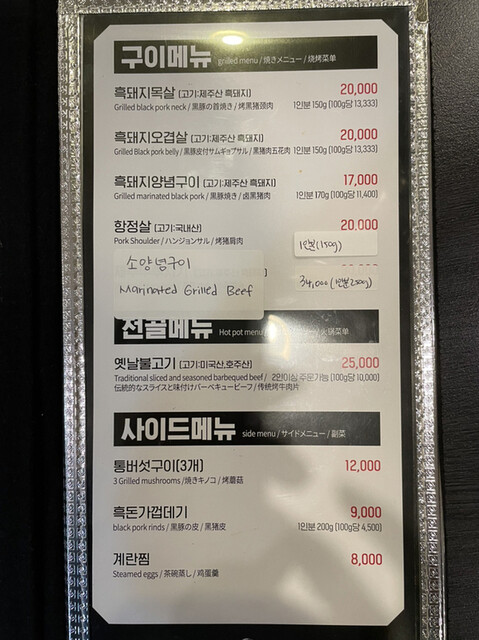 구이메뉴 grilled menu / 焼きメニュー / 烧烤菜单
흑돼지목살 (고기:제주산 흑돼지) 20,000
Grilled black pork neck / 黒豚の首焼き / 烤黑猪颈肉 1인분 150g (100g당 13,333)
흑돼지오겹살 (고기:제주산 흑돼지) 20,000
Grilled Black pork belly / 黒豚皮付サムギョプサル / 黑猪肉五花肉 1인분 150g (100g당 13,333)
흑돼지양념구이 (고기:제주산 흑돼지) 17,000
Grilled marinated black pork / 黒豚焼き / 卤黑猪肉 1인분 170g (100g당 11,400)
항정살 (고기:국내산) 20,000
Pork Shoulder / ハンジョンサル / 烤猪肩肉 1인분(150g)
소양념구이
Marinated Grilled Beef 34,000 (1인분250g)
전골메뉴 Hot pot menu 火锅菜单
옛날불고기 (고기:미국산,호주산) 25,000
Traditional sliced and seasoned barbequed beef / 2인이상 주문가능 (100g당 10,000)
伝統的なスライスと味付けバーベキュービーフ / 传统烤牛肉片
사이드메뉴 side menu / サイドメニュー / 副菜
통버섯구이(3개) 12,000
3 Grilled mushrooms / 焼きキノコ / 烤蘑菇
흑돈가껍데기 9,000
black pork rinds / 黒豚の皮 / 黑猪皮 1인분 200g (100g당 4,500)
계란찜 8,000
Steamed eggs / 茶碗蒸し / 鸡蛋羹